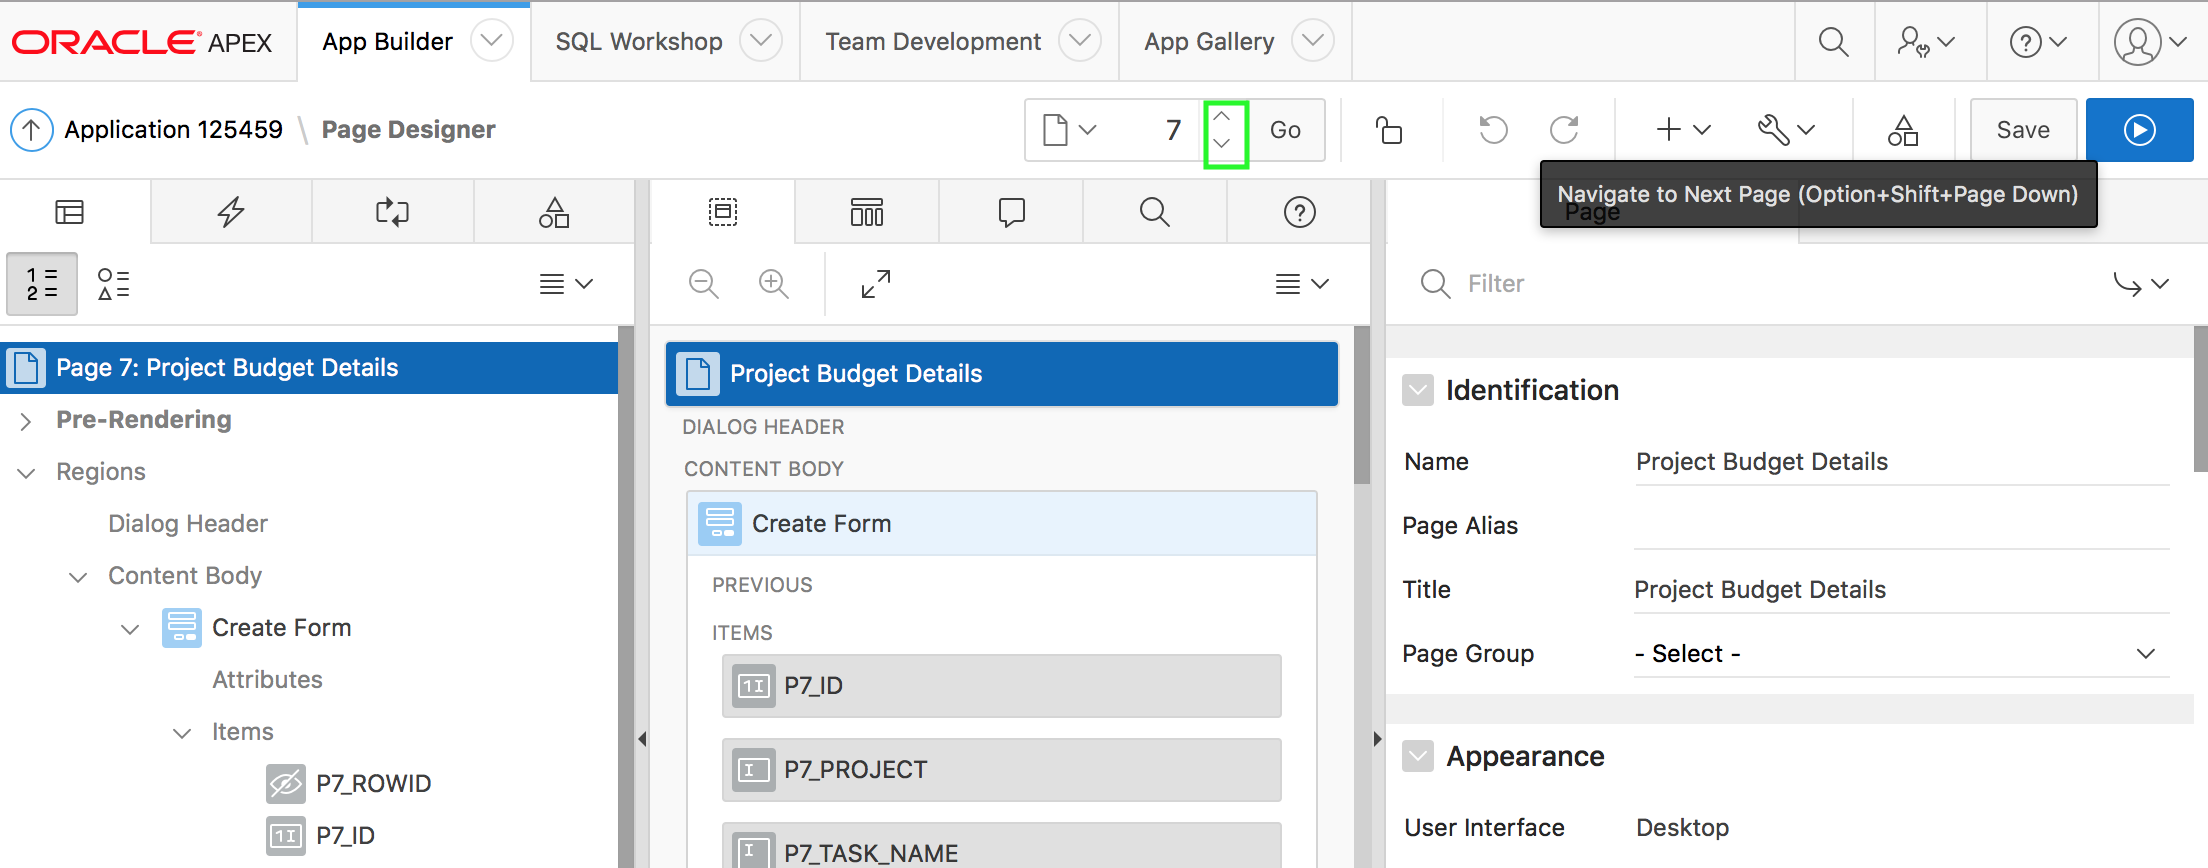 ORACLE APEX App Builder SQL Workshop Team Development App Gallery
Application 125459 \ Page Designer 7 Go Save
Navigate to Next Page (Option+Shift+Page Down)
Page
1
2
Filter
Page 7: Project Budget Details
Pre-Rendering
Regions
Dialog Header
Content Body
Create Form
Attributes
Items
P7_ROWID
P7_ID
Project Budget Details
DIALOG HEADER
CONTENT BODY
Create Form
PREVIOUS
ITEMS
P7_ID
P7_PROJECT
P7_TASK_NAME
Identification
Name Project Budget Details
Page Alias
Title Project Budget Details
Page Group - Select -
Appearance
User Interface Desktop